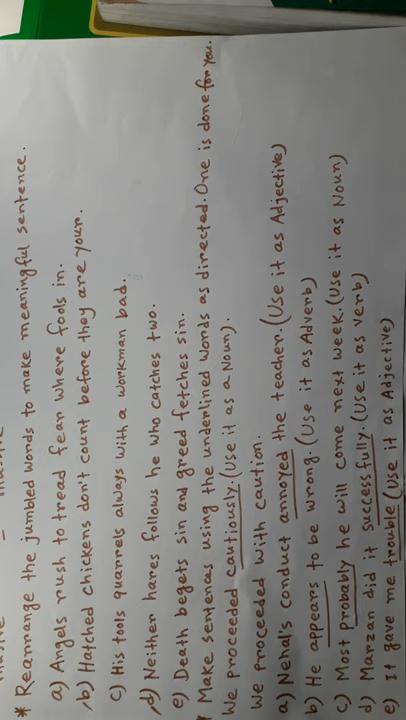 * Rearrange the jumbled words to make meaningful sentence.
a) Angels rush to tread fear where fools in.
b) Hatched chickens don't count before they are your.
c) His tools quarrels always with a workman bad.
d) Neither hares follows he who catches two.
e) Death begets sin and greed fetches sin.
* Make sentences using the underlined words as directed. One is done for you.
We proceeded cautiously. (Use it as a Noun).
We proceeded with caution.
a) Nehal's conduct annoyed the teacher. (Use it as Adjective)
b) He appears to be wrong. (Use it as Adverb)
c) Most Probably he will come next week. (Use it as Noun)
d) Marzan did it successfully (Use it as verb)
e) It gave me trouble (Use it as Adjective)